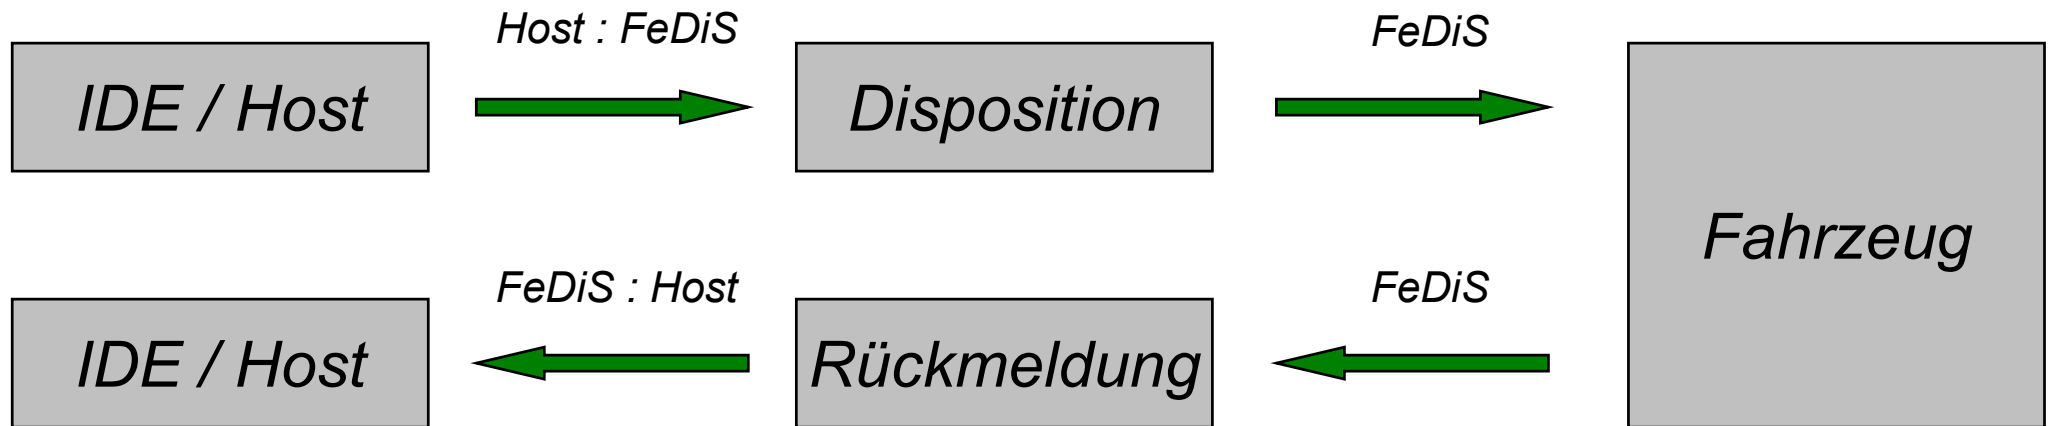 Host : FeDiS
FeDiS
IDE / Host
Disposition
Fahrzeug
FeDiS : Host
FeDiS
IDE / Host
Rückmeldung